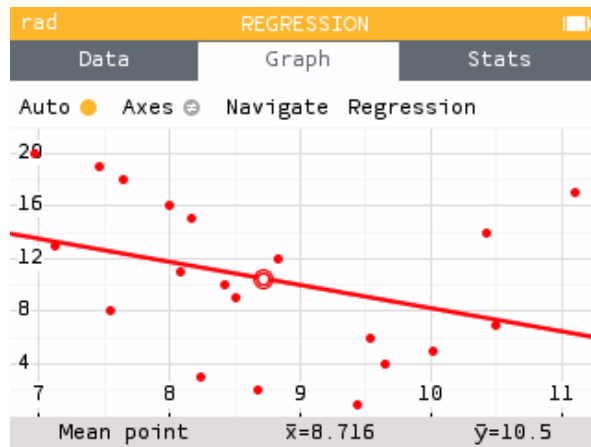 rad REGRESSION
Data Graph Stats
Auto Axes Navigate Regression
20
16
12
8
4
7 8 9 10 11
Mean point x̄=8.716 ȳ=10.5